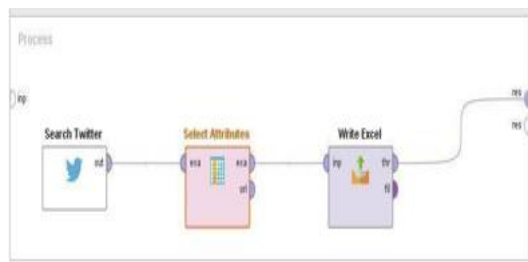 Process
inp
res
res
Search Twitter
Select Attributes
Write Excel
out
exa
exa
inp
thr
ori
fil